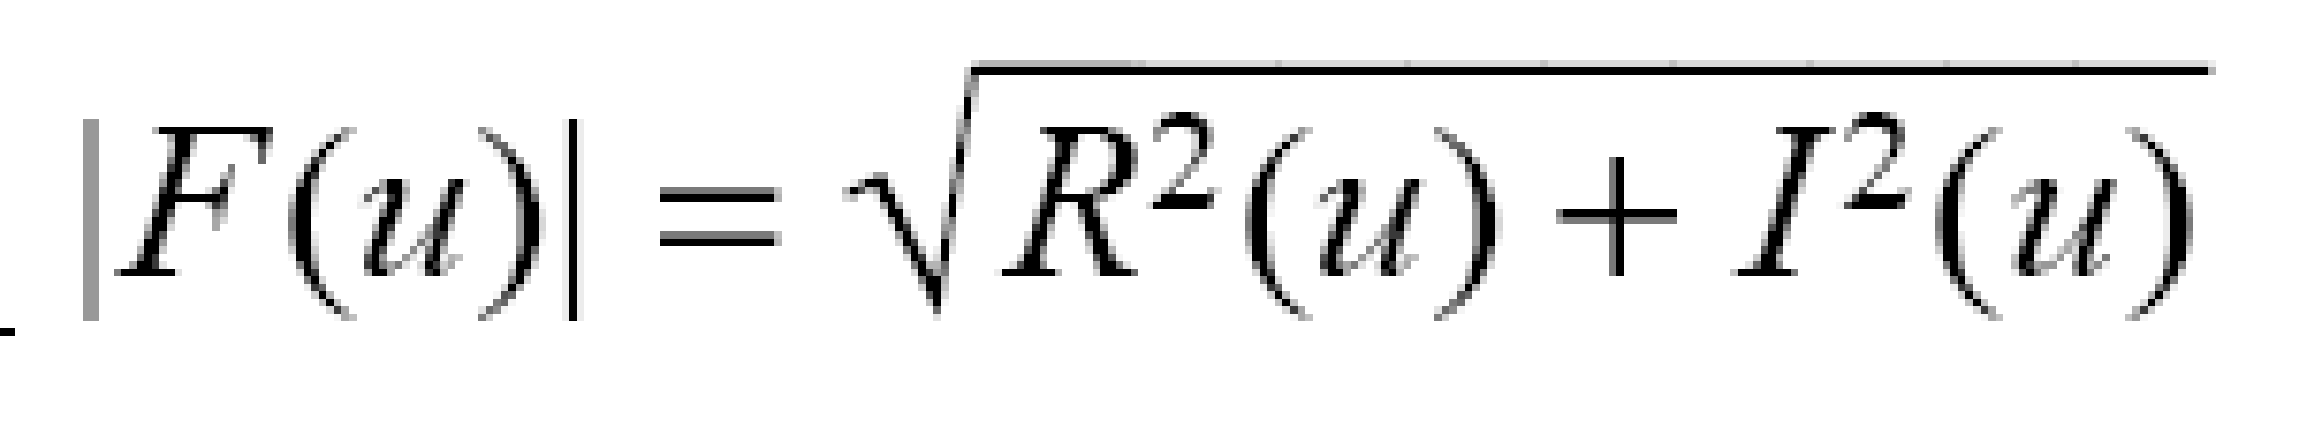 |F(u)| = √R²(u) + I²(u)